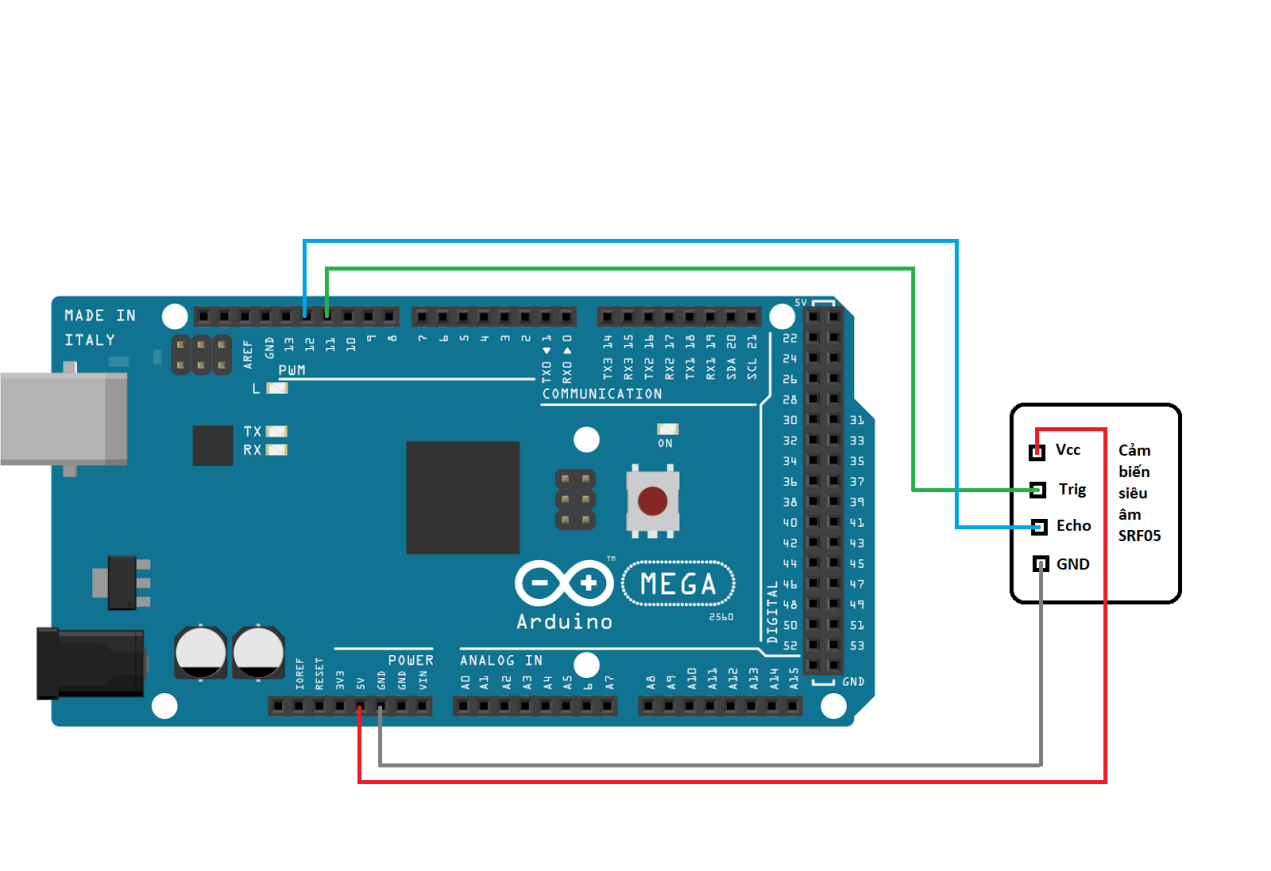 MADE IN
ITALY
AREF
GND
13
12
11
10
9
8
7
6
5
4
3
2
TX0 ◄ 1
RX0 ► 0
TX3 14
RX3 15
TX2 16
RX2 17
TX1 18
RX1 19
SDA 20
SCL 21
5V
PWM
L
COMMUNICATION
TX
RX
ON
22
24
26
28
30 31
32 33
34 35
36 37
38 39
40 41
42 43
44 45
46 47
48 49
50 51
52 53
GND
DIGITAL
Arduino
TM
MEGA
2560
POWER
ANALOG IN
IOREF
RESET
3V3
5V
GND
GND
VIN
A0
A1
A2
A3
A4
A5
6
A7
A8
A9
A10
A11
A12
A13
A14
A15
Vcc
Trig
Echo
GND
Cảm
biến
siêu
âm
SRF05